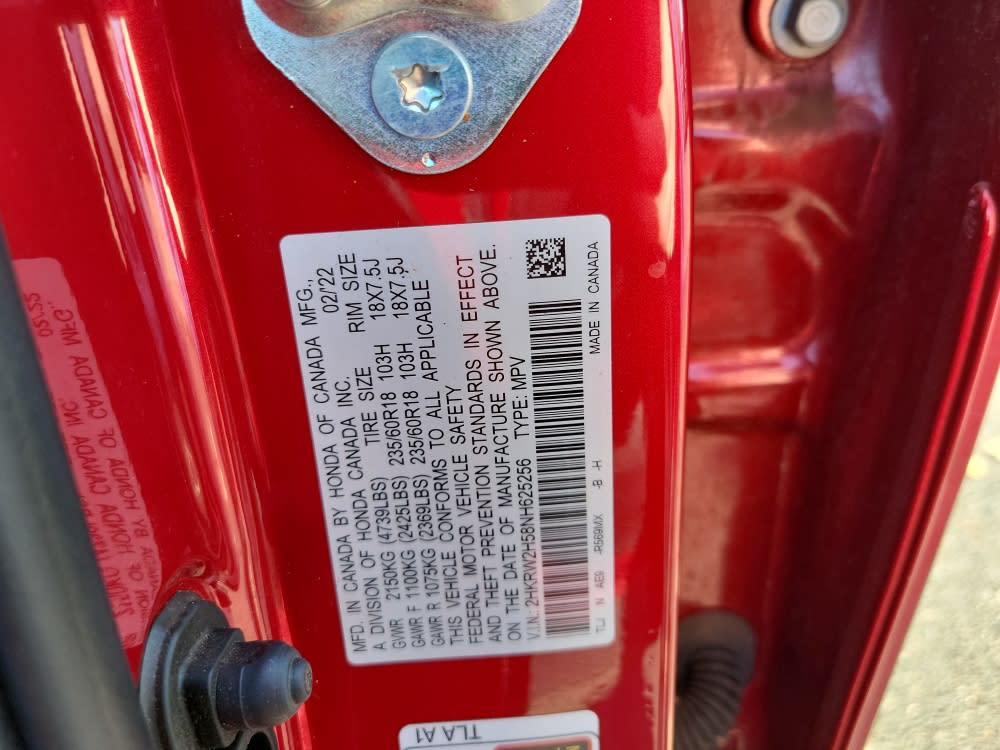 MFD. IN CANADA BY HONDA OF CANADA MFG.,
A DIVISION OF HONDA CANADA INC. 02/22
TIRE SIZE RIM SIZE
GVWR 2150KG (4739LBS)
GAWR F 1100KG (2425LBS) 235/60R18 103H 18X7.5J
GAWR R 1075KG (2369LBS) 235/60R18 103H 18X7.5J
THIS VEHICLE CONFORMS TO ALL APPLICABLE
FEDERAL MOTOR VEHICLE SAFETY
AND THEFT PREVENTION STANDARDS IN EFFECT
ON THE DATE OF MANUFACTURE SHOWN ABOVE.
V.I.N.: 2HKRW2H58NH625256 TYPE: MPV
TLJ N AE9 -R569MX -B -H MADE IN CANADA
TLA A1